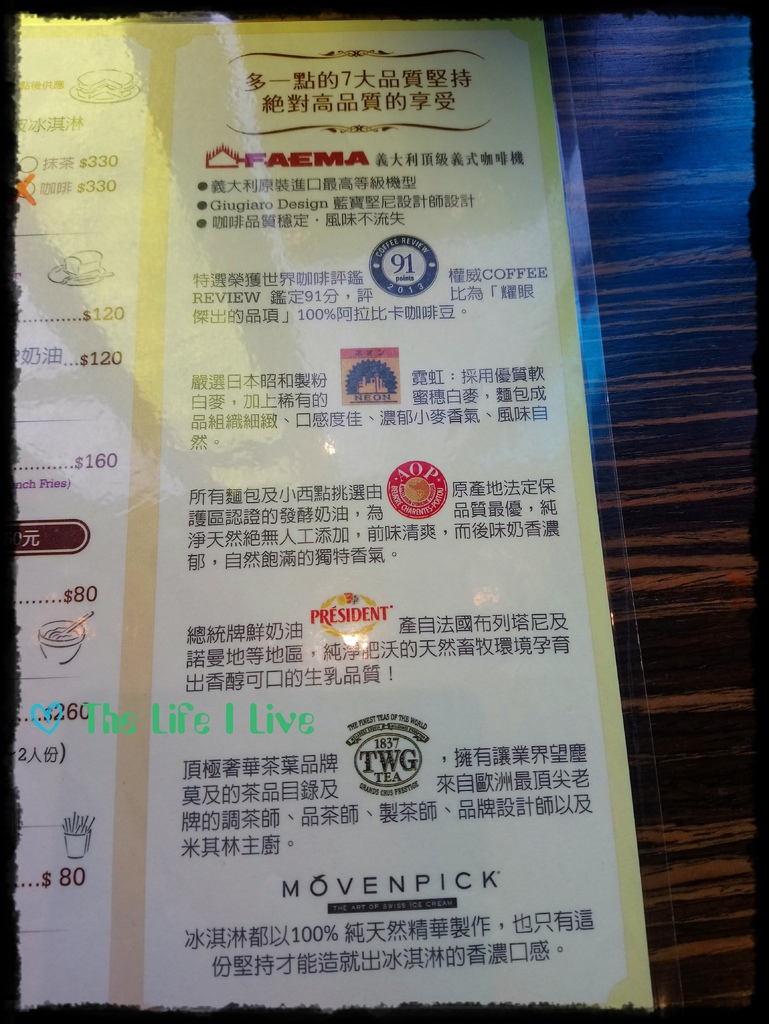 多一點的7大品質堅持
絕對高品質的享受
FAEMA 義大利頂級義式咖啡機
●義大利原裝進口最高等級機型
●Giugiaro Design 藍寶堅尼設計師設計
● 咖啡品質穩定．風味不流失
COFFEE REVIEW
91
points
2013
特選榮獲世界咖啡評鑑 權威COFFEE
REVIEW 鑑定91分，評 比為「耀眼
傑出的品項」100%阿拉比卡咖啡豆。
NEON
嚴選日本昭和製粉 霓虹：採用優質軟
白麥，加上稀有的 蜜穗白麥，麵包成
品組織細緻、口感度佳、濃郁小麥香氣、風味自
然。
AOP
BEURRE CHARENTES-POITOU
所有麵包及小西點挑選由 原產地法定保
護區認證的發酵奶油，為 品質最優，純
淨天然絕無人工添加，前味清爽，而後味奶香濃
郁，自然飽滿的獨特香氣。
PRÉSIDENT
總統牌鮮奶油 產自法國布列塔尼及
諾曼地等地區，純淨肥沃的天然畜牧環境孕育
出香醇可口的生乳品質！
THE FINEST TEAS OF THE WORLD
1837
TWG
TEA
GRANDS CRUS PRESTIGE
頂極奢華茶葉品牌 ，擁有讓業界望塵
莫及的茶品目錄及 來自歐洲最頂尖老
牌的調茶師、品茶師、製茶師、品牌設計師以及
米其林主廚。
MÖVENPICK
THE ART OF SWISS ICE CREAM
冰淇淋都以100% 純天然精華製作，也只有這
份堅持才能造就出冰淇淋的香濃口感。
點後供應
冰淇淋
抹茶 $330
咖啡 $330
$120
奶油...$120
$160
nch Fries)
0元
$80
$260
2人份)
$ 80
The Life I Live